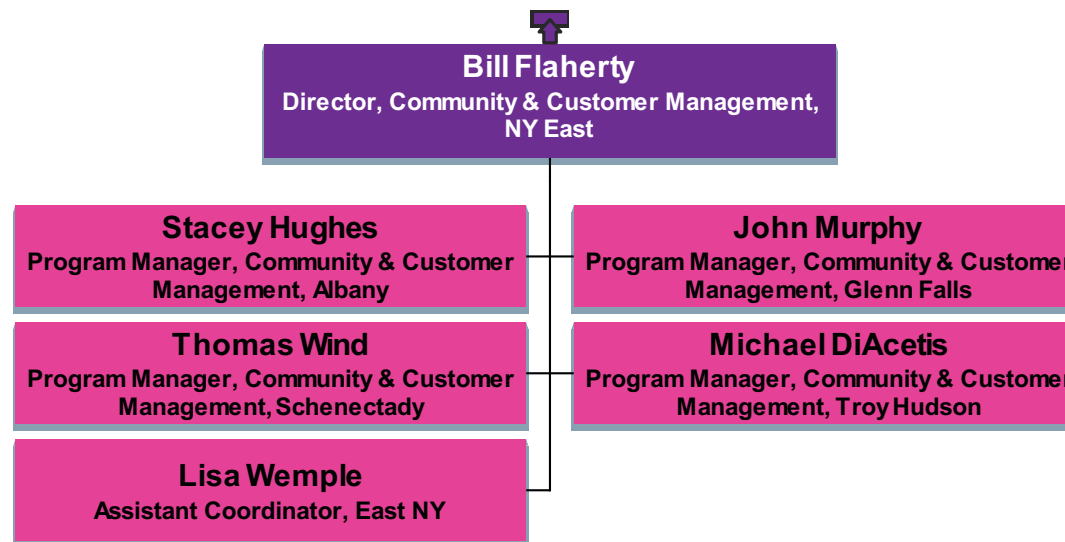 Bill Flaherty
Director, Community & Customer Management,
NY East
Stacey Hughes
Program Manager, Community & Customer
Management, Albany
John Murphy
Program Manager, Community & Customer
Management, Glenn Falls
Thomas Wind
Program Manager, Community & Customer
Management, Schenectady
Michael DiAcetis
Program Manager, Community & Customer
Management, Troy Hudson
Lisa Wemple
Assistant Coordinator, East NY